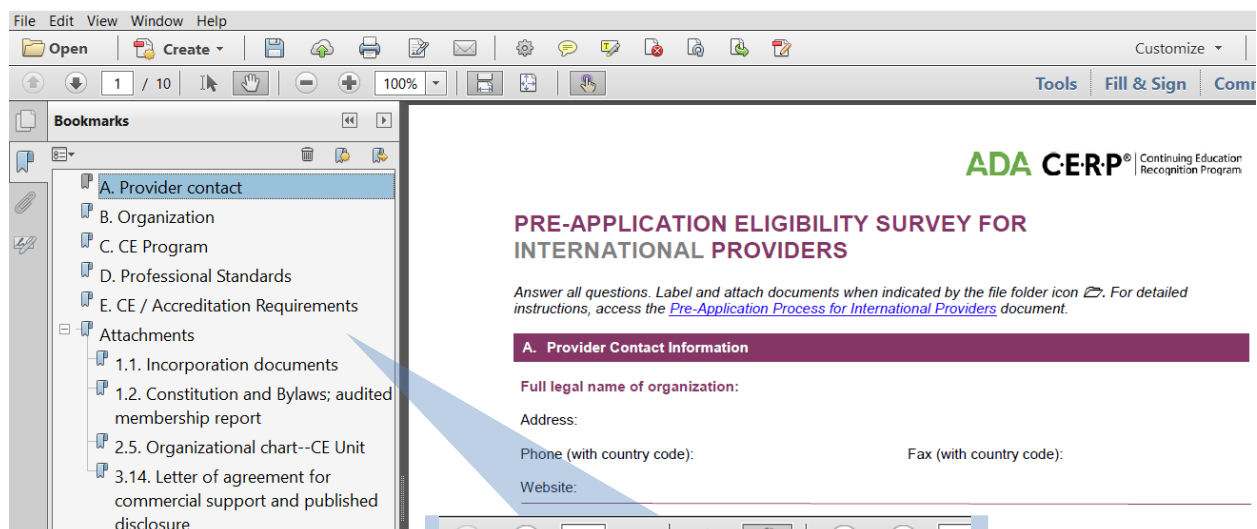 File Edit View Window Help
Open Create Customize
1 / 10 100% Tools Fill & Sign
Bookmarks
A. Provider contact
B. Organization
C. CE Program
D. Professional Standards
E. CE / Accreditation Requirements
Attachments
1.1. Incorporation documents
1.2. Constitution and Bylaws; audited
membership report
2.5. Organizational chart--CE Unit
3.14. Letter of agreement for
commercial support and published
disclosure
ADA C·E·R·P® Continuing Education
Recognition Program
PRE-APPLICATION ELIGIBILITY SURVEY FOR
INTERNATIONAL PROVIDERS
Answer all questions. Label and attach documents when indicated by the file folder icon. For detailed
instructions, access the Pre-Application Process for International Providers document.
A. Provider Contact Information
Full legal name of organization:
Address:
Phone (with country code): Fax (with country code):
Website: